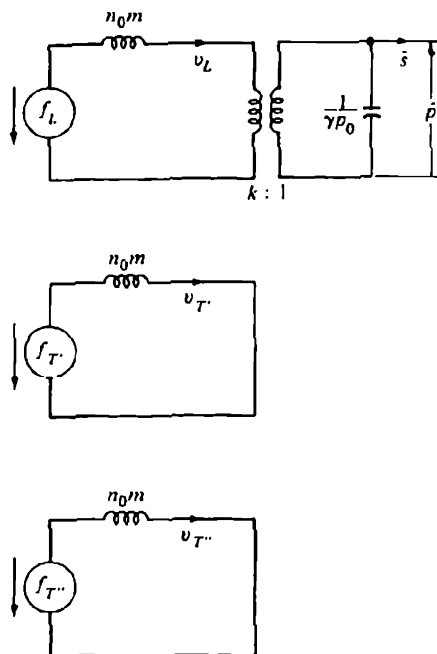 n₀m
v_L
s̄
f_L
1/γp₀
p̄
k : 1
n₀m
v_T'
f_T'
n₀m
v_T''
f_T''